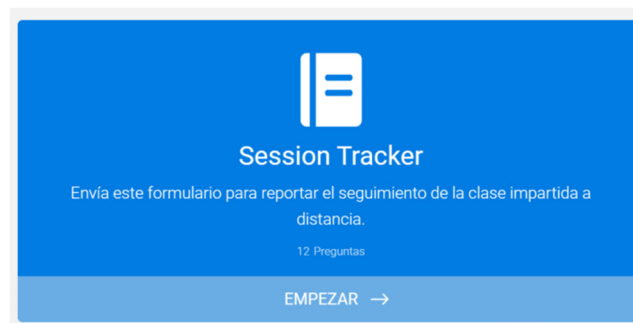 Session Tracker
Envía este formulario para reportar el seguimiento de la clase impartida a
distancia.
12 Preguntas
EMPEZAR →